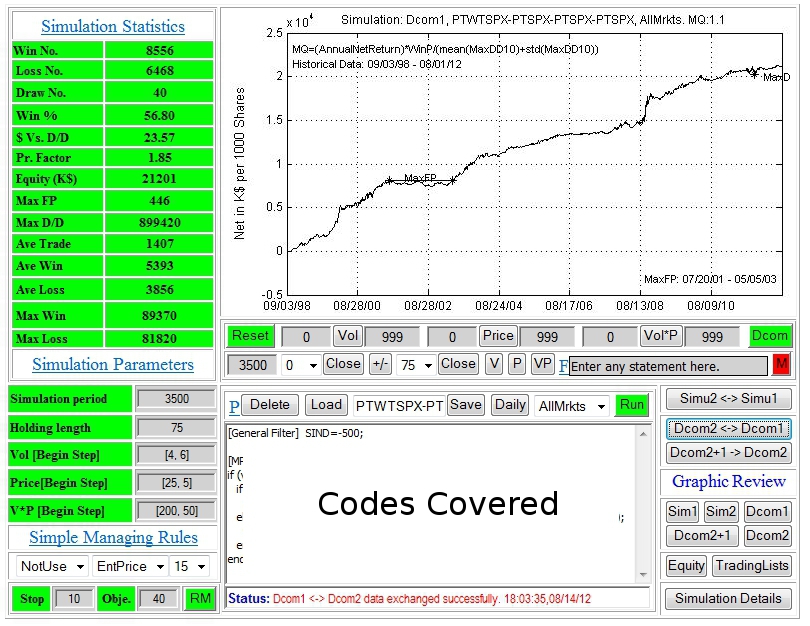 Simulation Statistics
Win No. 8556
Loss No. 6468
Draw No. 40
Win % 56.80
$ Vs. D/D 23.57
Pr. Factor 1.85
Equity (K$) 21201
Max FP 446
Max D/D 899420
Ave Trade 1407
Ave Win 5393
Ave Loss 3856
Max Win 89370
Max Loss 81820
Simulation Parameters
Simulation period 3500
Holding length 75
Vol [Begin Step] [4, 6]
Price[Begin Step] [25, 5]
V*P [Begin Step] [200, 50]
Simple Managing Rules
NotUse EntPrice 15
Stop 10 Obje. 40 RM
x 10^4 Simulation: Dcom1, PTWTSPX-PTSPX-PTSPX-PTSPX, AllMrkts. MQ:1.1
MQ=(AnnualNetReturn)*WinP/(mean(MaxDD10)+std(MaxDD10))
Historical Data: 09/03/98 - 08/01/12
Net in K$ per 1000 Shares
2.5
2
1.5
1
0.5
0
-0.5
MaxD
MaxFP
MaxFP: 07/20/01 - 05/05/03
09/03/98 08/28/00 08/28/02 08/24/04 08/17/06 08/13/08 08/09/10
Reset 0 Vol 999 0 Price 999 0 Vol*P 999 Dcom
3500 0 Close +/- 75 Close V P VP F Enter any statement here. M
P Delete Load PTWTSPX-PT Save Daily AllMrkts Run
[General Filter] SIND=-500;
if
if
e );
e
Codes Covered
Status: Dcom1 <-> Dcom2 data exchanged successfully. 18:03:35,08/14/12
Simu2 <-> Simu1
Dcom2 <-> Dcom1
Dcom2+1 -> Dcom2
Graphic Review
Sim1 Sim2 Dcom1
Dcom2+1 Dcom2
Equity TradingLists
Simulation Details